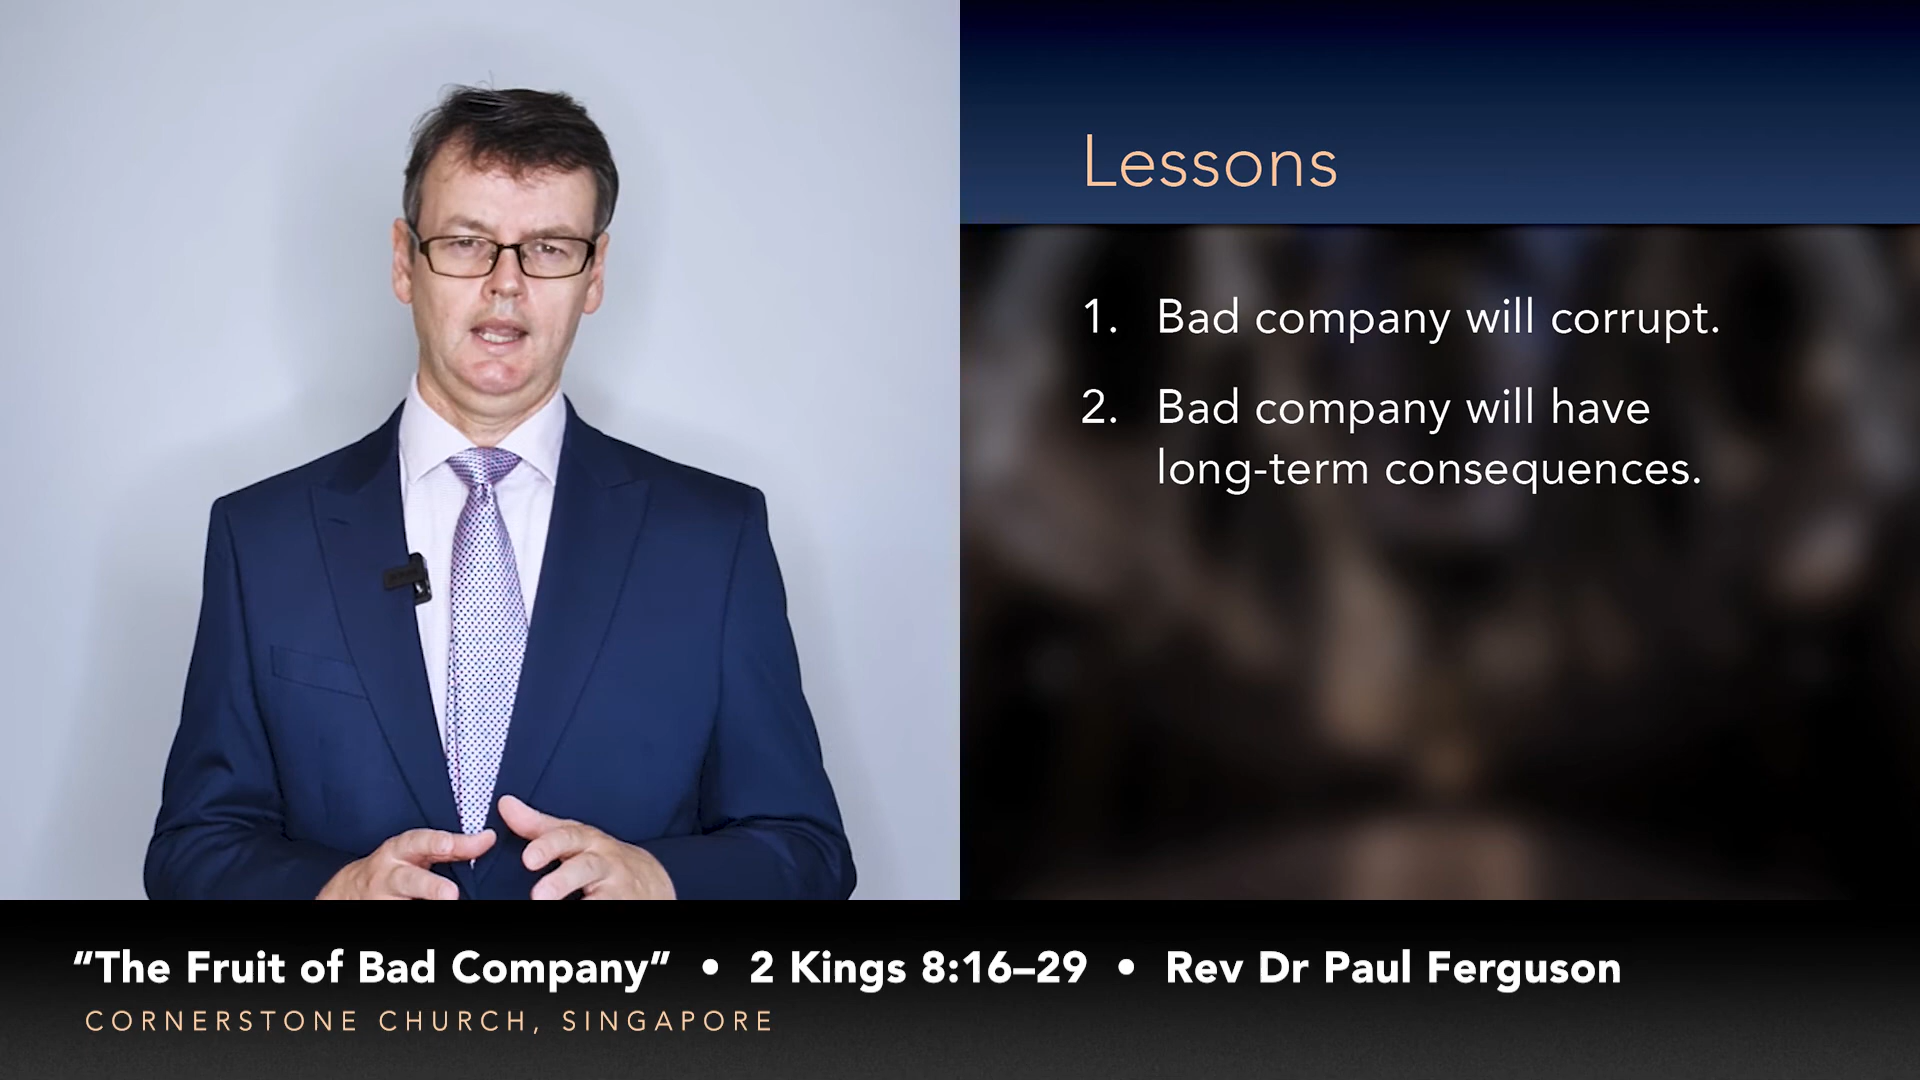 Lessons
1. Bad company will corrupt.
2. Bad company will have
long-term consequences.
“The Fruit of Bad Company” • 2 Kings 8:16–29 • Rev Dr Paul Ferguson
CORNERSTONE CHURCH, SINGAPORE